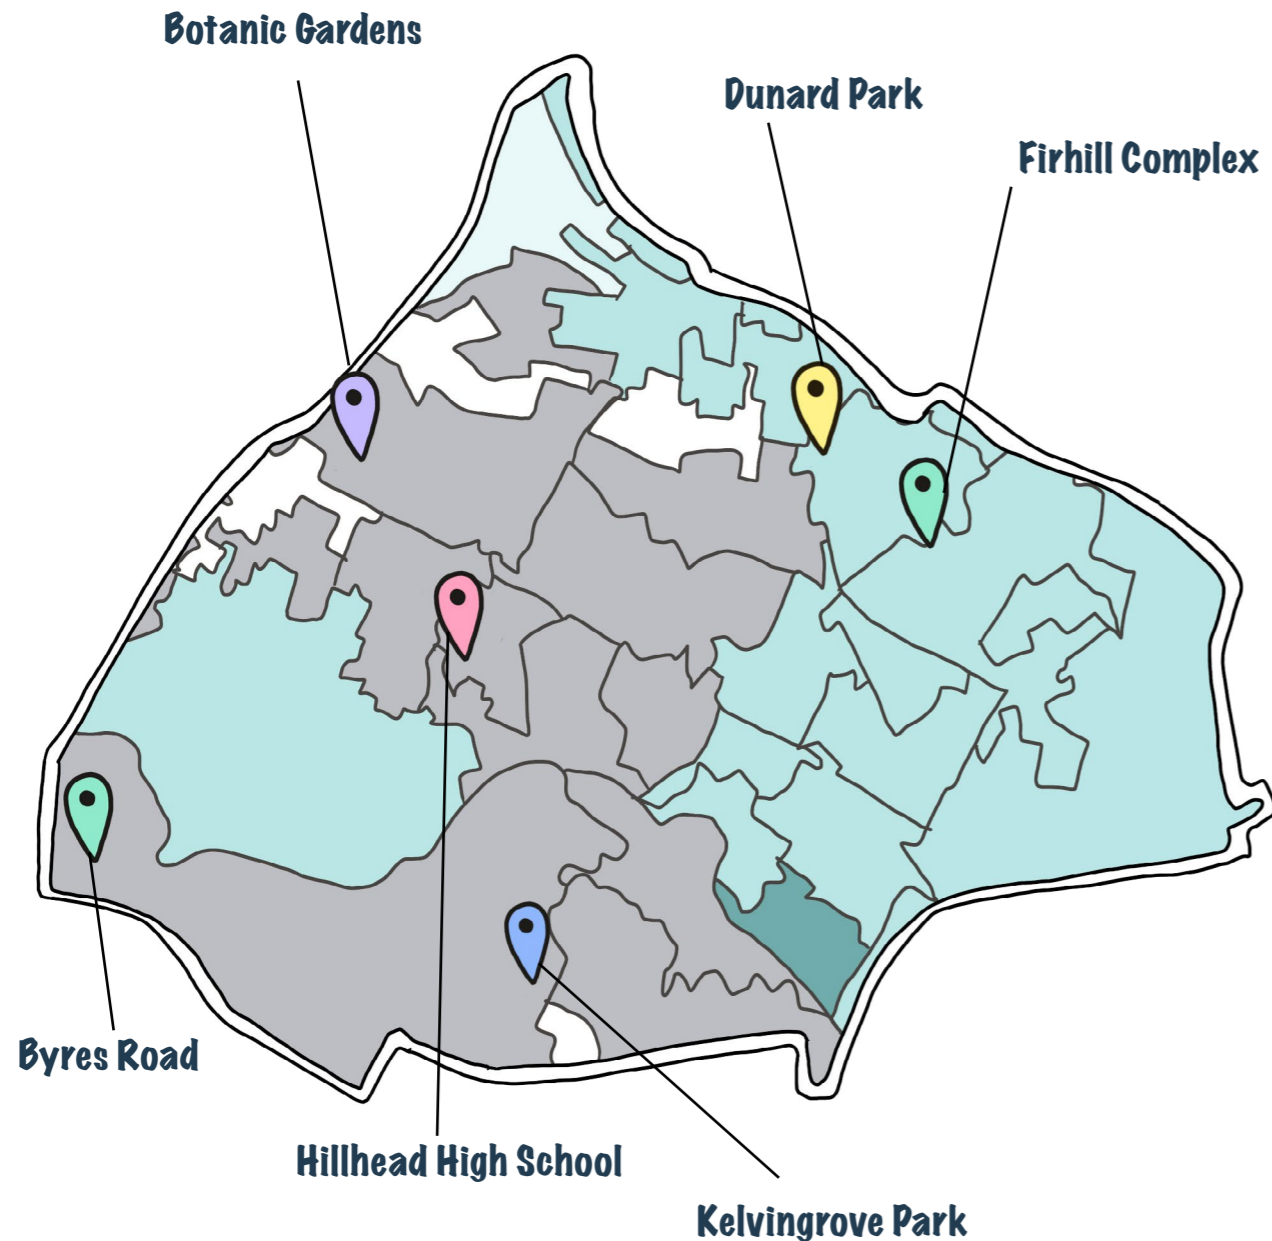 Botanic Gardens
Dunard Park
Firhill Complex
Byres Road
Hillhead High School
Kelvingrove Park